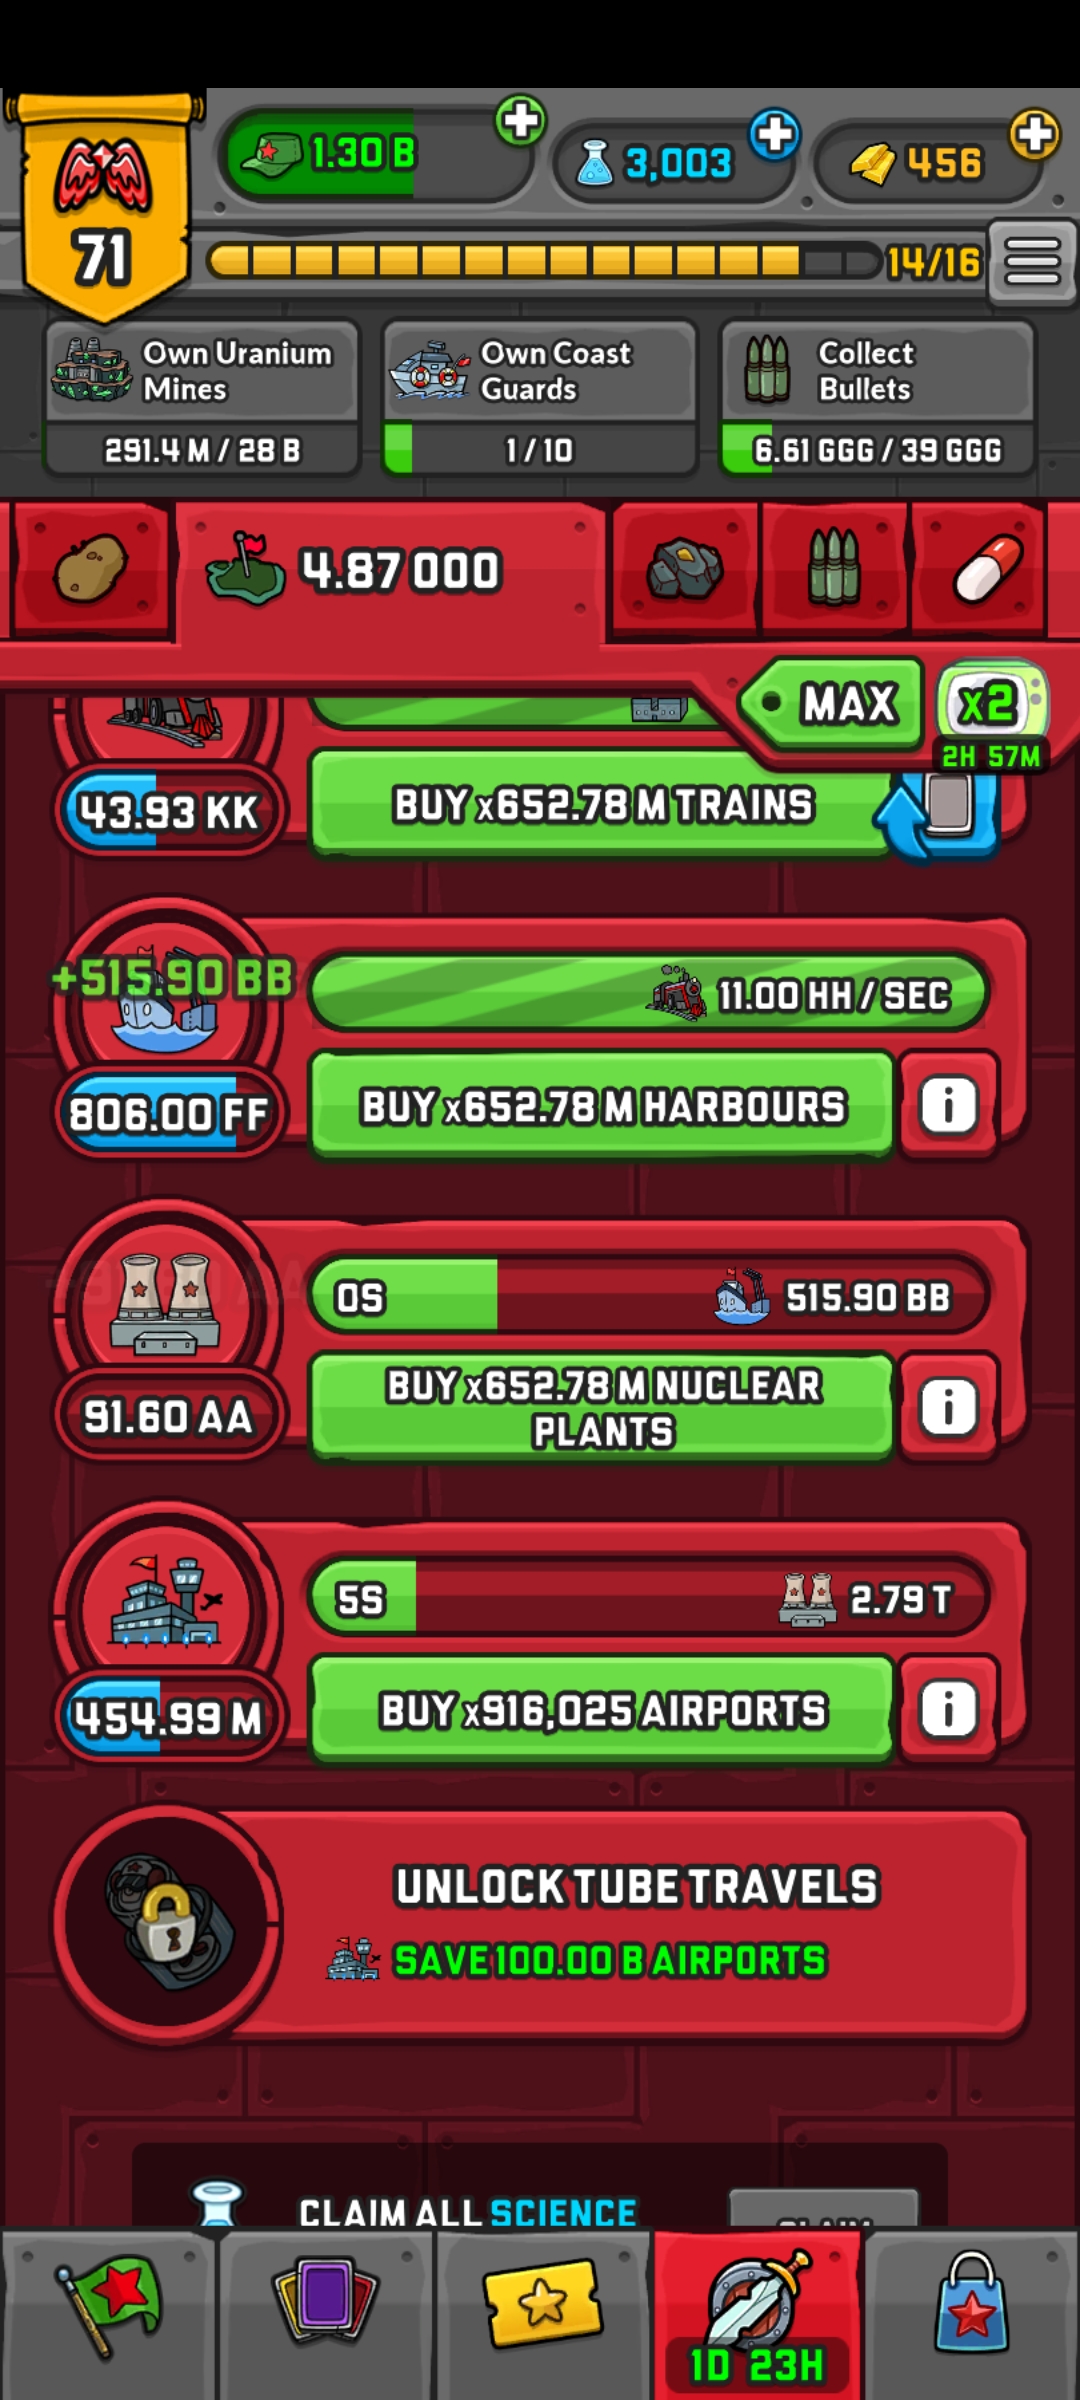 1.30 B
3,003
456
71
14/16
Own Uranium
Mines
291.4 M / 28 B
Own Coast
Guards
1 / 10
Collect
Bullets
6.61 GGG / 39 GGG
4.87 OOO
MAX
x2
2H 57M
43.93 KK
BUY x652.78 M TRAINS
+515.90 BB
11.00 HH / SEC
806.00 FF
BUY x652.78 M HARBOURS
0S
515.90 BB
91.60 AA
BUY x652.78 M NUCLEAR
PLANTS
5S
2.79 T
454.99 M
BUY x916,025 AIRPORTS
UNLOCK TUBE TRAVELS
SAVE 100.00 B AIRPORTS
CLAIM ALL SCIENCE
1D 23H